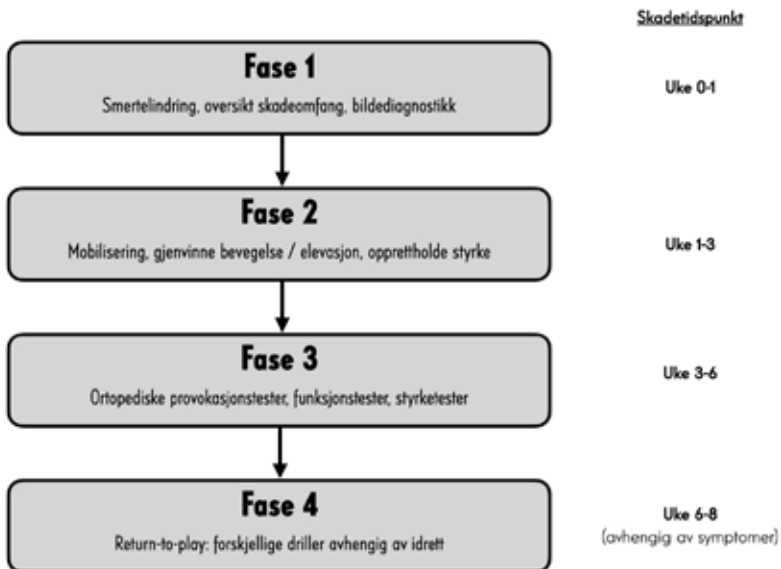 Skadetidspunkt
Fase 1
Smertelindring, oversikt skadeomfang, bildediagnostikk
Uke 0-1
Fase 2
Mobilisering, gjenvinne bevegelse / elevasjon, opprettholde styrke
Uke 1-3
Fase 3
Ortopediske provokasjonstester, funksjonstester, styrketester
Uke 3-6
Fase 4
Return-to-play: forskjellige driller avhengig av idrett
Uke 6-8
(avhengig av symptomer)